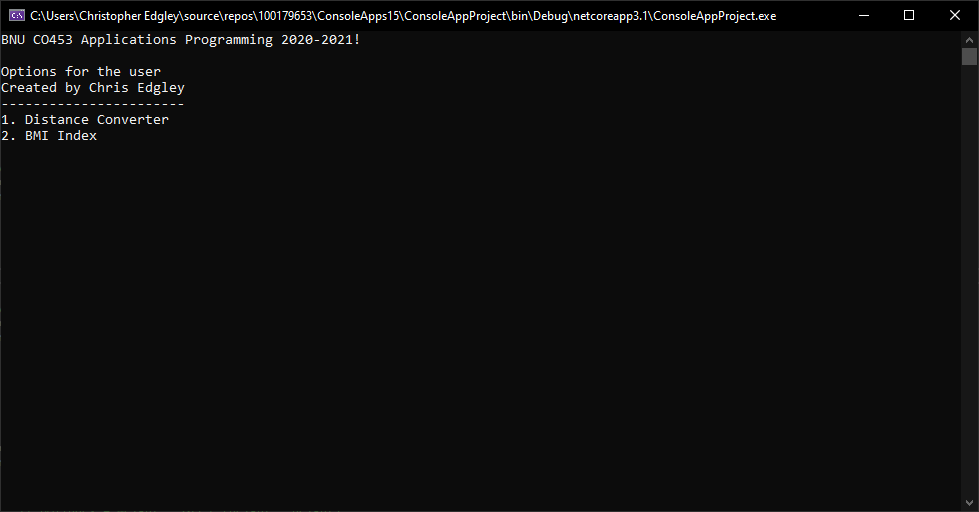 C:\Users\Christopher Edgley\source\repos\100179653\ConsoleApps15\ConsoleAppProject\bin\Debug\netcoreapp3.1\ConsoleAppProject.exe
BNU CO453 Applications Programming 2020-2021!
Options for the user
Created by Chris Edgley
-----------------------
1. Distance Converter
2. BMI Index